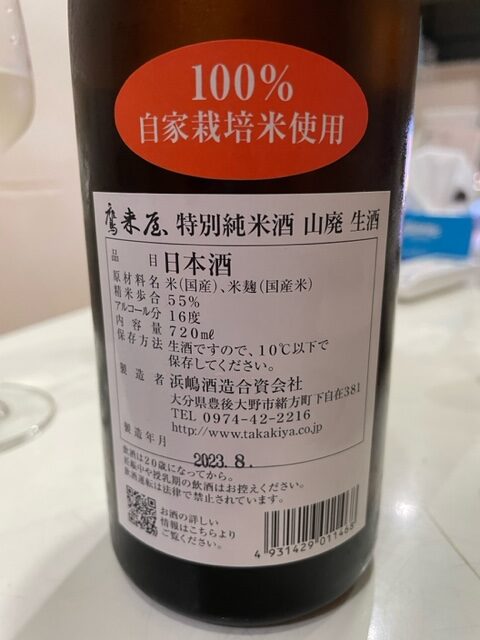 100%
自家栽培米使用
鷹来屋 特別純米酒 山廃 生酒
品目 日本酒
原材料名 米(国産)、米麹(国産米)
精米歩合 55%
アルコール分 16度
内容量 720㎖
保存方法 生酒ですので、10℃以下で
保存してください。
製造者 浜嶋酒造合資会社
大分県豊後大野市緒方町下自在381
TEL 0974-42-2216
http://www.takakiya.co.jp
製造年月
2023.8.
飲酒は20歳になってから。
妊娠中や授乳期の飲酒はお控えください。
飲酒運転は法律で禁止されています。
お酒の詳しい
情報はこちらより
ご覧ください。
4 931429 011468